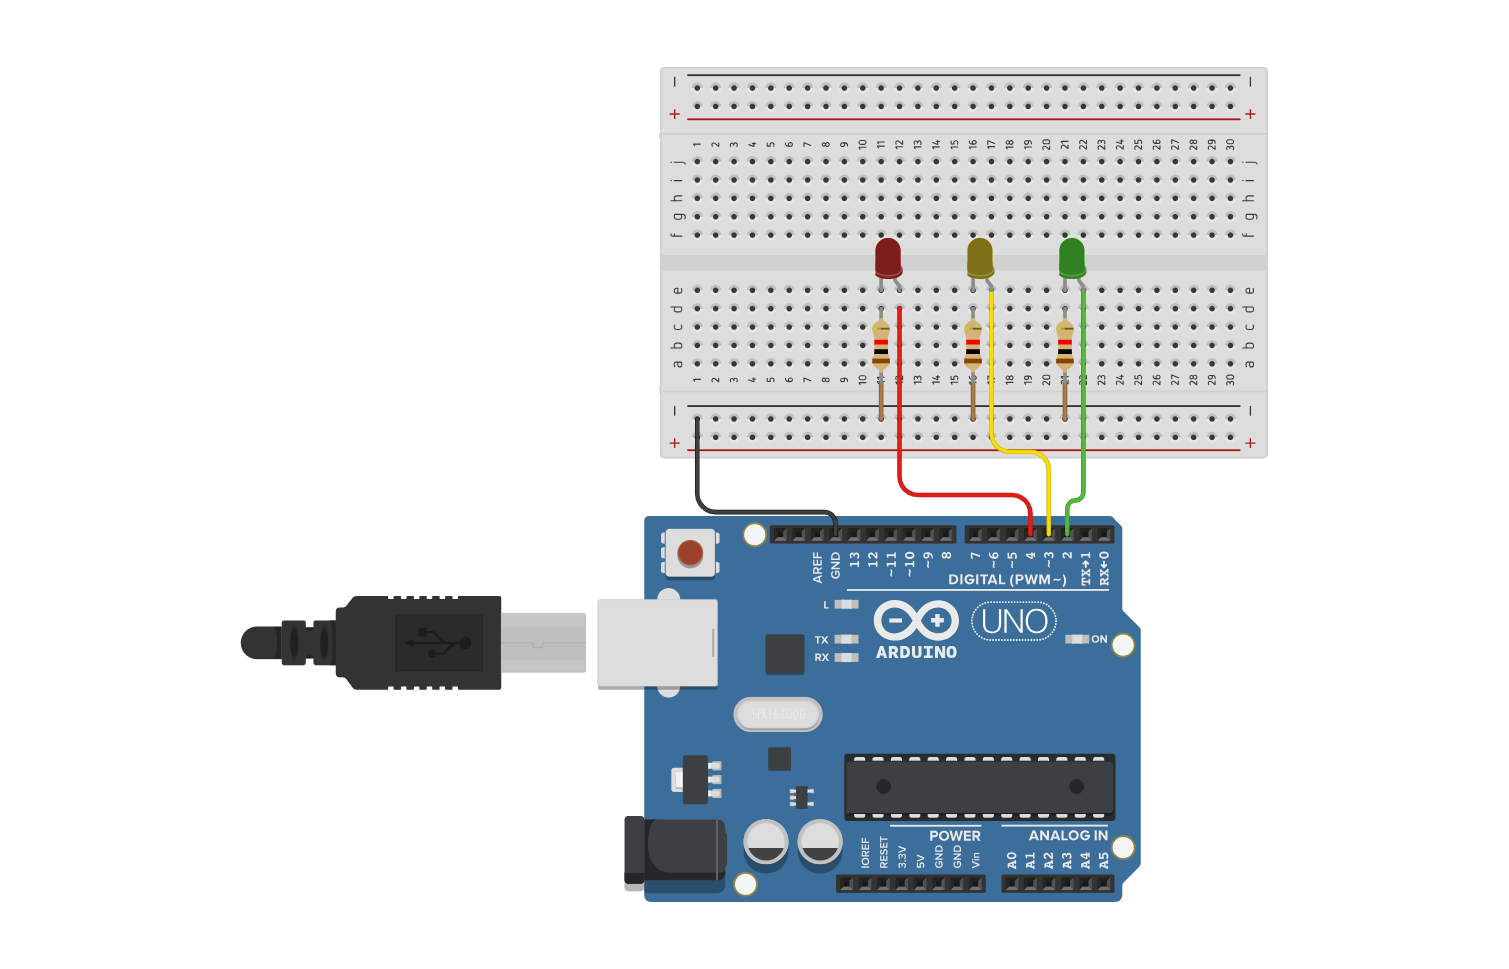 − −
+ +
1 2 3 4 5 6 7 8 9 10 11 12 13 14 15 16 17 18 19 20 21 22 23 24 25 26 27 28 29 30
j j
i i
h h
g g
f f
e e
d d
c c
b b
a a
1 2 3 4 5 6 7 8 9 10 12 13 14 15 18 19 20 23 24 25 26 27 28 29 30
− −
+ +
AREF GND 13 12 ~11 ~10 ~9 8 7 ~6 ~5 4 ~3 2 TX→1 RX←0
DIGITAL (PWM~)
L
UNO
TX
ON
RX
ARDUINO
SPK16.000G
POWER
ANALOG IN
IOREF RESET 3.3V 5V GND GND Vin A0 A1 A2 A3 A4 A5